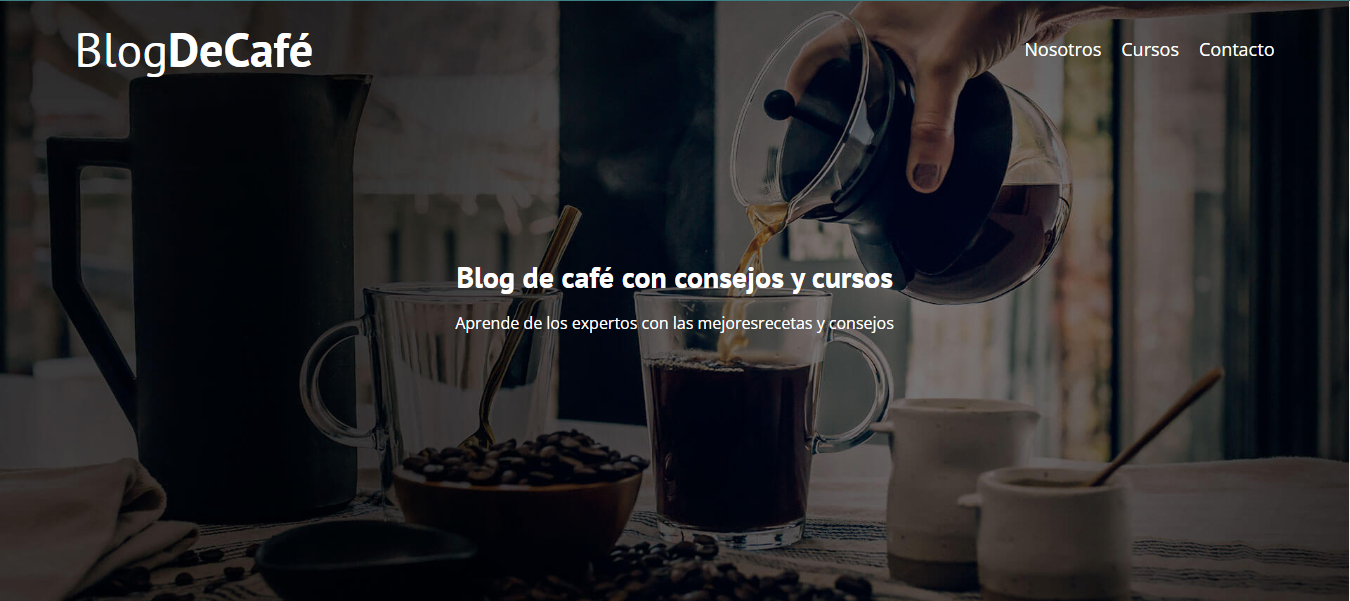 BlogDeCafé
Nosotros Cursos Contacto
Blog de café con consejos y cursos
Aprende de los expertos con las mejoresrecetas y consejos